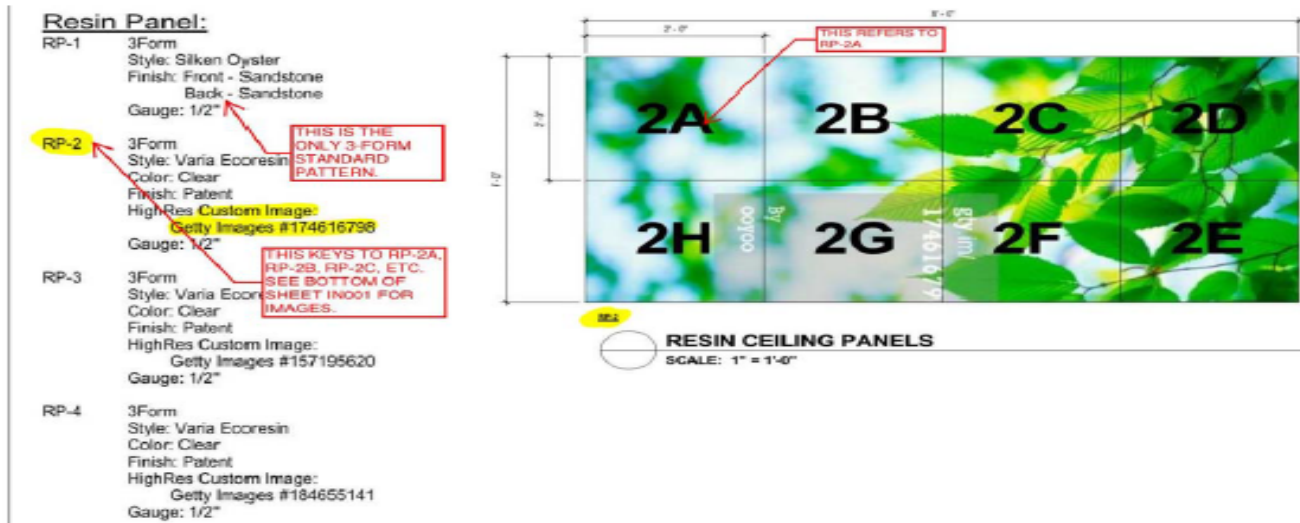 Resin Panel:
RP-1 3Form
Style: Silken Oyster
Finish: Front - Sandstone
Back - Sandstone
Gauge: 1/2"
THIS IS THE
ONLY 3-FORM
STANDARD
PATTERN.
RP-2 3Form
Style: Varia Ecoresin
Color: Clear
Finish: Patent
HighRes Custom Image:
Getty Images #174616798
Gauge: 1/2"
THIS KEYS TO RP-2A,
RP-2B, RP-2C, ETC.
SEE BOTTOM OF
SHEET IN001 FOR
IMAGES.
RP-3 3Form
Style: Varia Ecore
Color: Clear
Finish: Patent
HighRes Custom Image:
Getty Images #157195620
Gauge: 1/2"
RP-4 3Form
Style: Varia Ecoresin
Color: Clear
Finish: Patent
HighRes Custom Image:
Getty Images #184655141
Gauge: 1/2"
2'-0"
THIS REFERS TO
RP-2A
2A 2B 2C 2D
2H 2G 2F 2E
by
ooyoo
RESIN CEILING PANELS
SCALE: 1" = 1'-0"